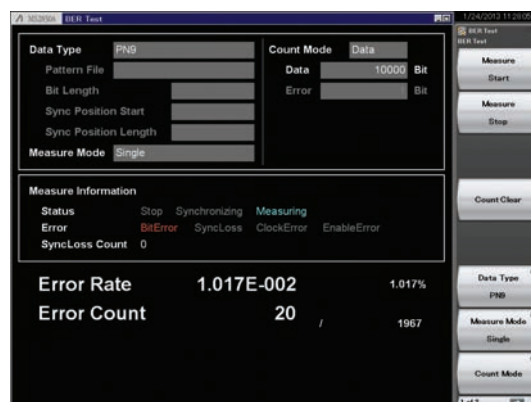 MS2830A BER Test
1/24/2013 11:28:05
BER Test
BER Test
Data Type PN9
Pattern File
Bit Length
Sync Position Start
Sync Position Length
Measure Mode Single
Count Mode Data
Data 10000 Bit
Error 1 Bit
Measure Information
Status Stop Synchronizing Measuring
Error BitError SyncLoss ClockError EnableError
SyncLoss Count 0
Error Rate 1.017E-002 1.017%
Error Count 20 / 1967
Measure
Start
Measure
Stop
Count Clear
Data Type
PN9
Measure Mode
Single
Count Mode